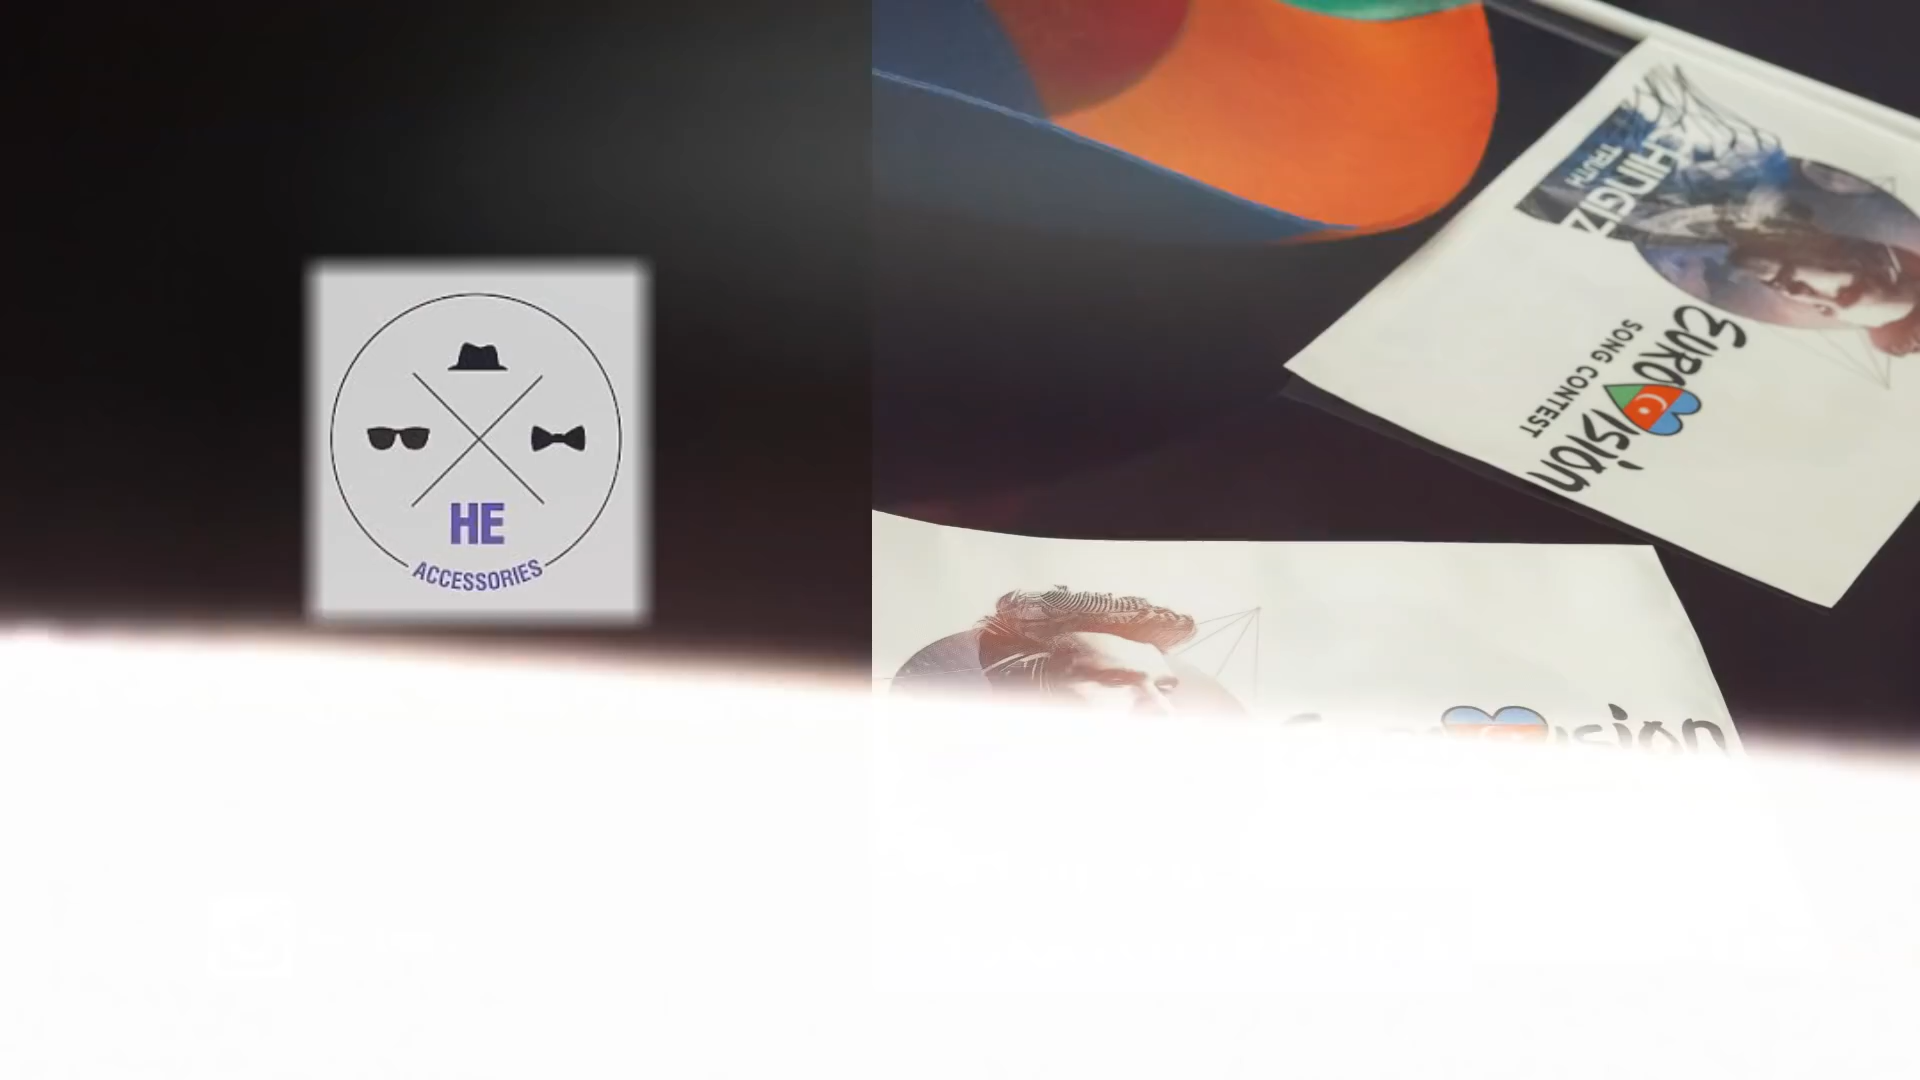 HE
ACCESSORIES
CHINGIZ
TRUTH
EUROVISION
SONG CONTEST